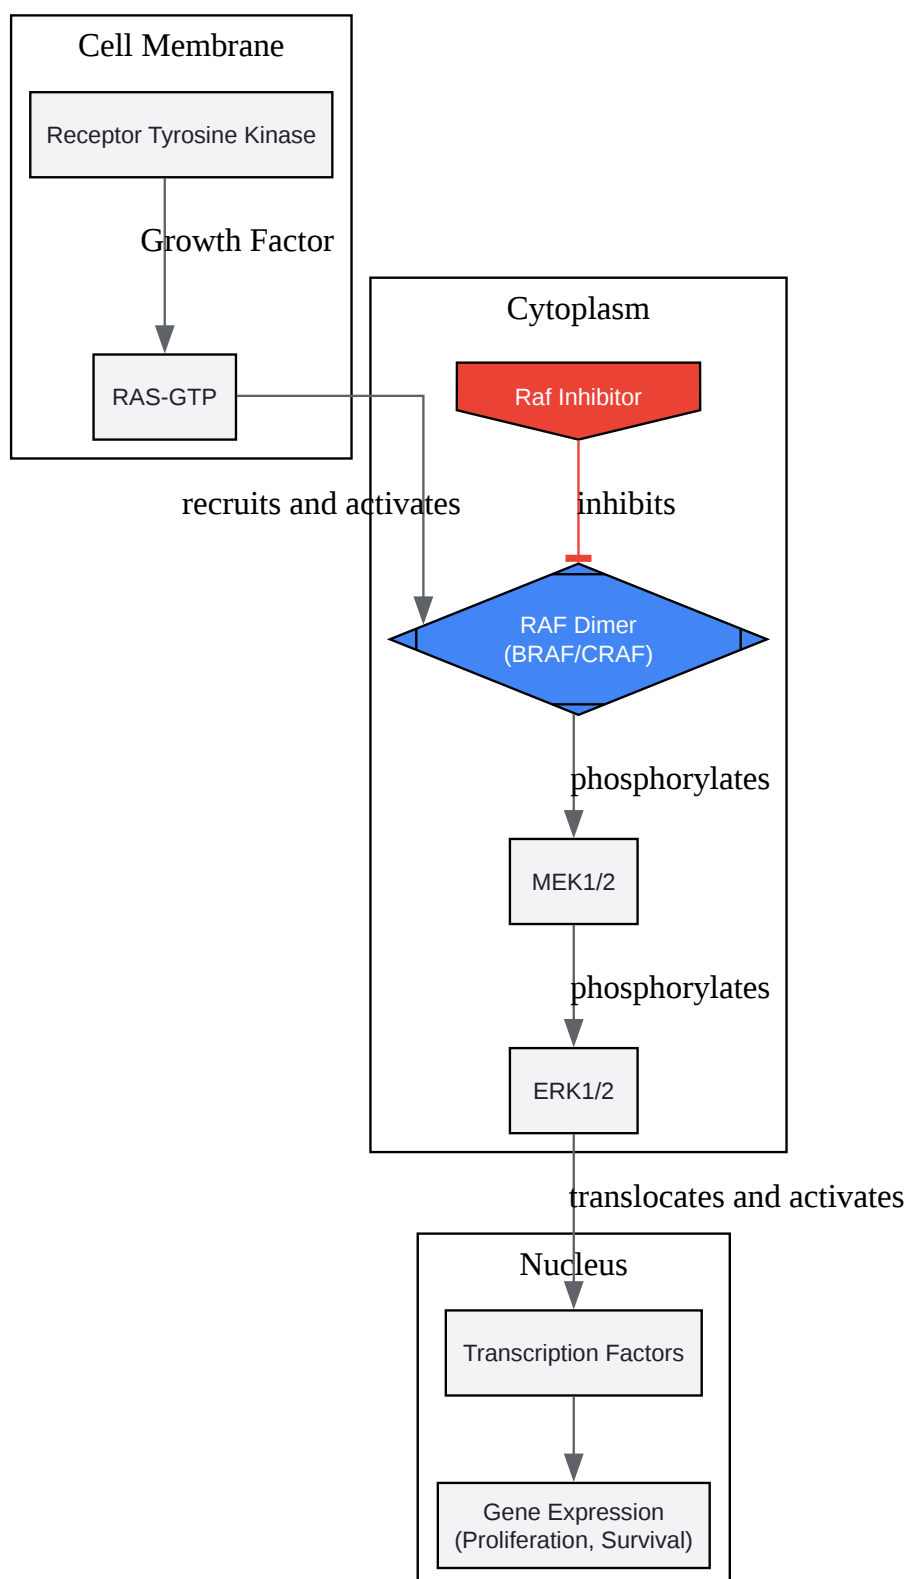 Cell Membrane
Receptor Tyrosine Kinase
Growth Factor
RAS-GTP
recruits and activates
Cytoplasm
Raf Inhibitor
inhibits
RAF Dimer
(BRAF/CRAF)
phosphorylates
MEK1/2
phosphorylates
ERK1/2
translocates and activates
Nucleus
Transcription Factors
Gene Expression
(Proliferation, Survival)